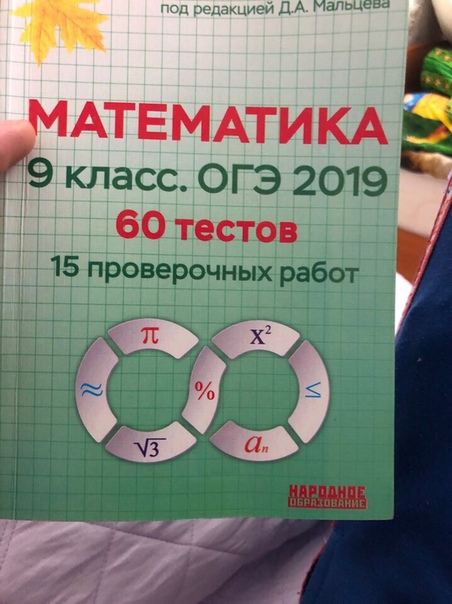 под редакцией Д.А. Мальцева
МАТЕМАТИКА
9 класс. ОГЭ 2019
60 тестов
15 проверочных работ
π
x²
≈
%
≤
√3
aₙ
НАРОДНОЕ
ОБРАЗОВАНИЕ